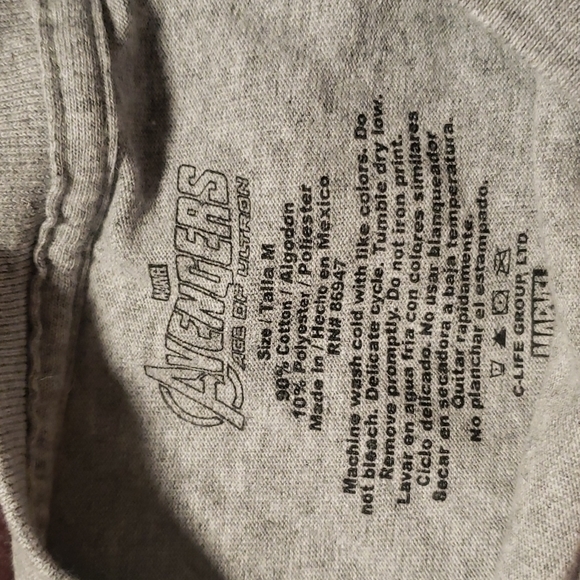 MARVEL
AVENGERS
AGE OF ULTRON
Size / Talla M
90% Cotton / Algodón
10% Polyester / Poliester
Made in / Hecho en Mexico
RN# 86947
Machine wash cold with like colors. Do
not bleach. Delicate cycle. Tumble dry low.
Remove promptly. Do not iron print.
Lavar en agua fria con colores similares
Ciclo delicado. No usar blanqueador
Secar en secadora a baja temperatura.
Quitar rapidamente.
No planchar el estampado.
C-LIFE GROUP, LTD
MARVEL